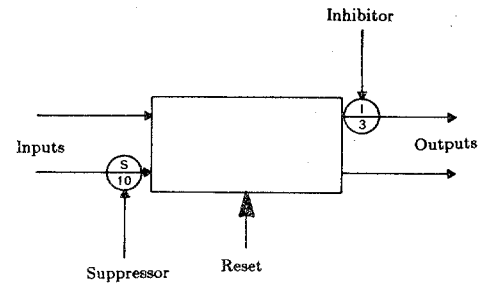 Inhibitor
I
3
Inputs
Outputs
S
10
Suppressor
Reset